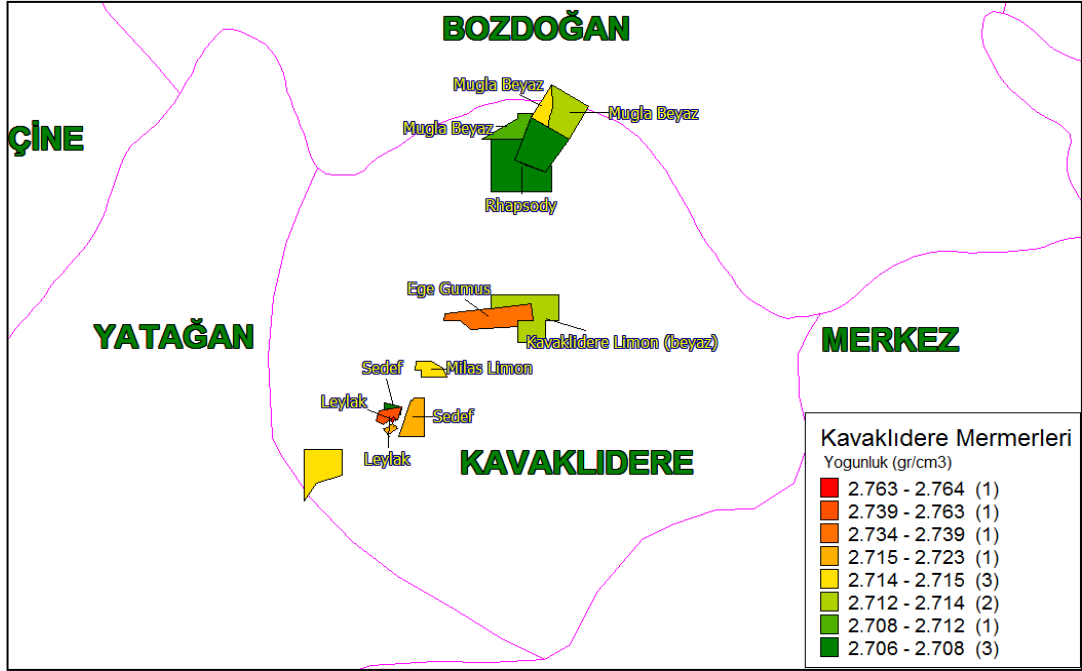 BOZDOĞAN
Mugla Beyaz
Mugla Beyaz
Mugla Beyaz
ÇİNE
Rhapsody
Ege Gumus
YATAĞAN
Kavaklidere Limon (beyaz)
MERKEZ
Sedef
Milas Limon
Leylak
Sedef
Leylak
KAVAKLIDERE
Kavaklıdere Mermerleri
Yogunluk (gr/cm3)
2.763 - 2.764 (1)
2.739 - 2.763 (1)
2.734 - 2.739 (1)
2.715 - 2.723 (1)
2.714 - 2.715 (3)
2.712 - 2.714 (2)
2.708 - 2.712 (1)
2.706 - 2.708 (3)